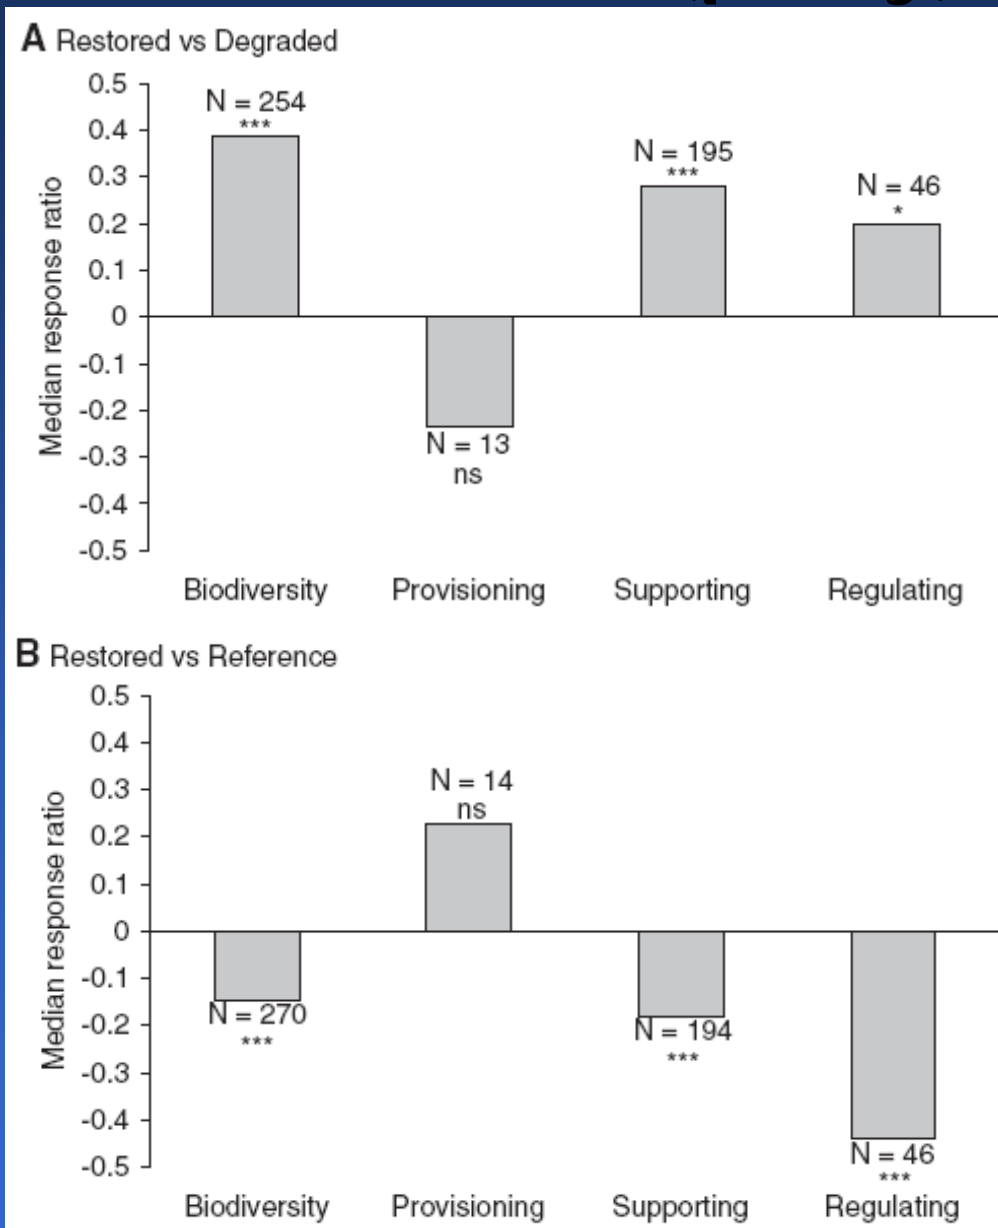 A Restored vs Degraded
Median response ratio
0.5
0.4
0.3
0.2
0.1
0
-0.1
-0.2
-0.3
-0.4
-0.5
N = 254
***
N = 13
ns
N = 195
***
N = 46
*
Biodiversity Provisioning Supporting Regulating
B Restored vs Reference
Median response ratio
0.5
0.4
0.3
0.2
0.1
0
-0.1
-0.2
-0.3
-0.4
-0.5
N = 270
***
N = 14
ns
N = 194
***
N = 46
***
Biodiversity Provisioning Supporting Regulating